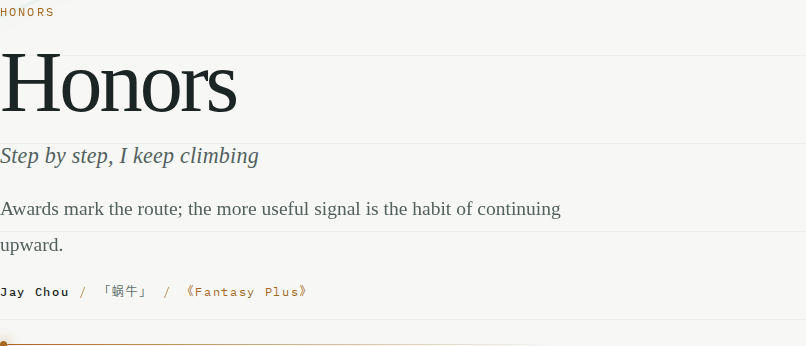 HONORS
Honors
Step by step, I keep climbing
Awards mark the route; the more useful signal is the habit of continuing
upward.
Jay Chou / 「蜗牛」 / 《Fantasy Plus》